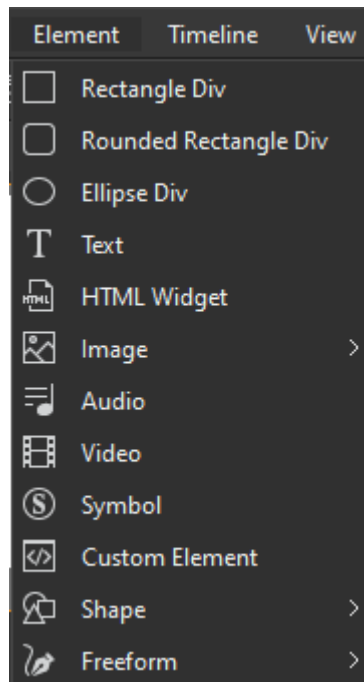 Element Timeline View
Rectangle Div
Rounded Rectangle Div
Ellipse Div
T Text
HTML HTML Widget
Image
Audio
Video
S Symbol
</> Custom Element
Shape
Freeform